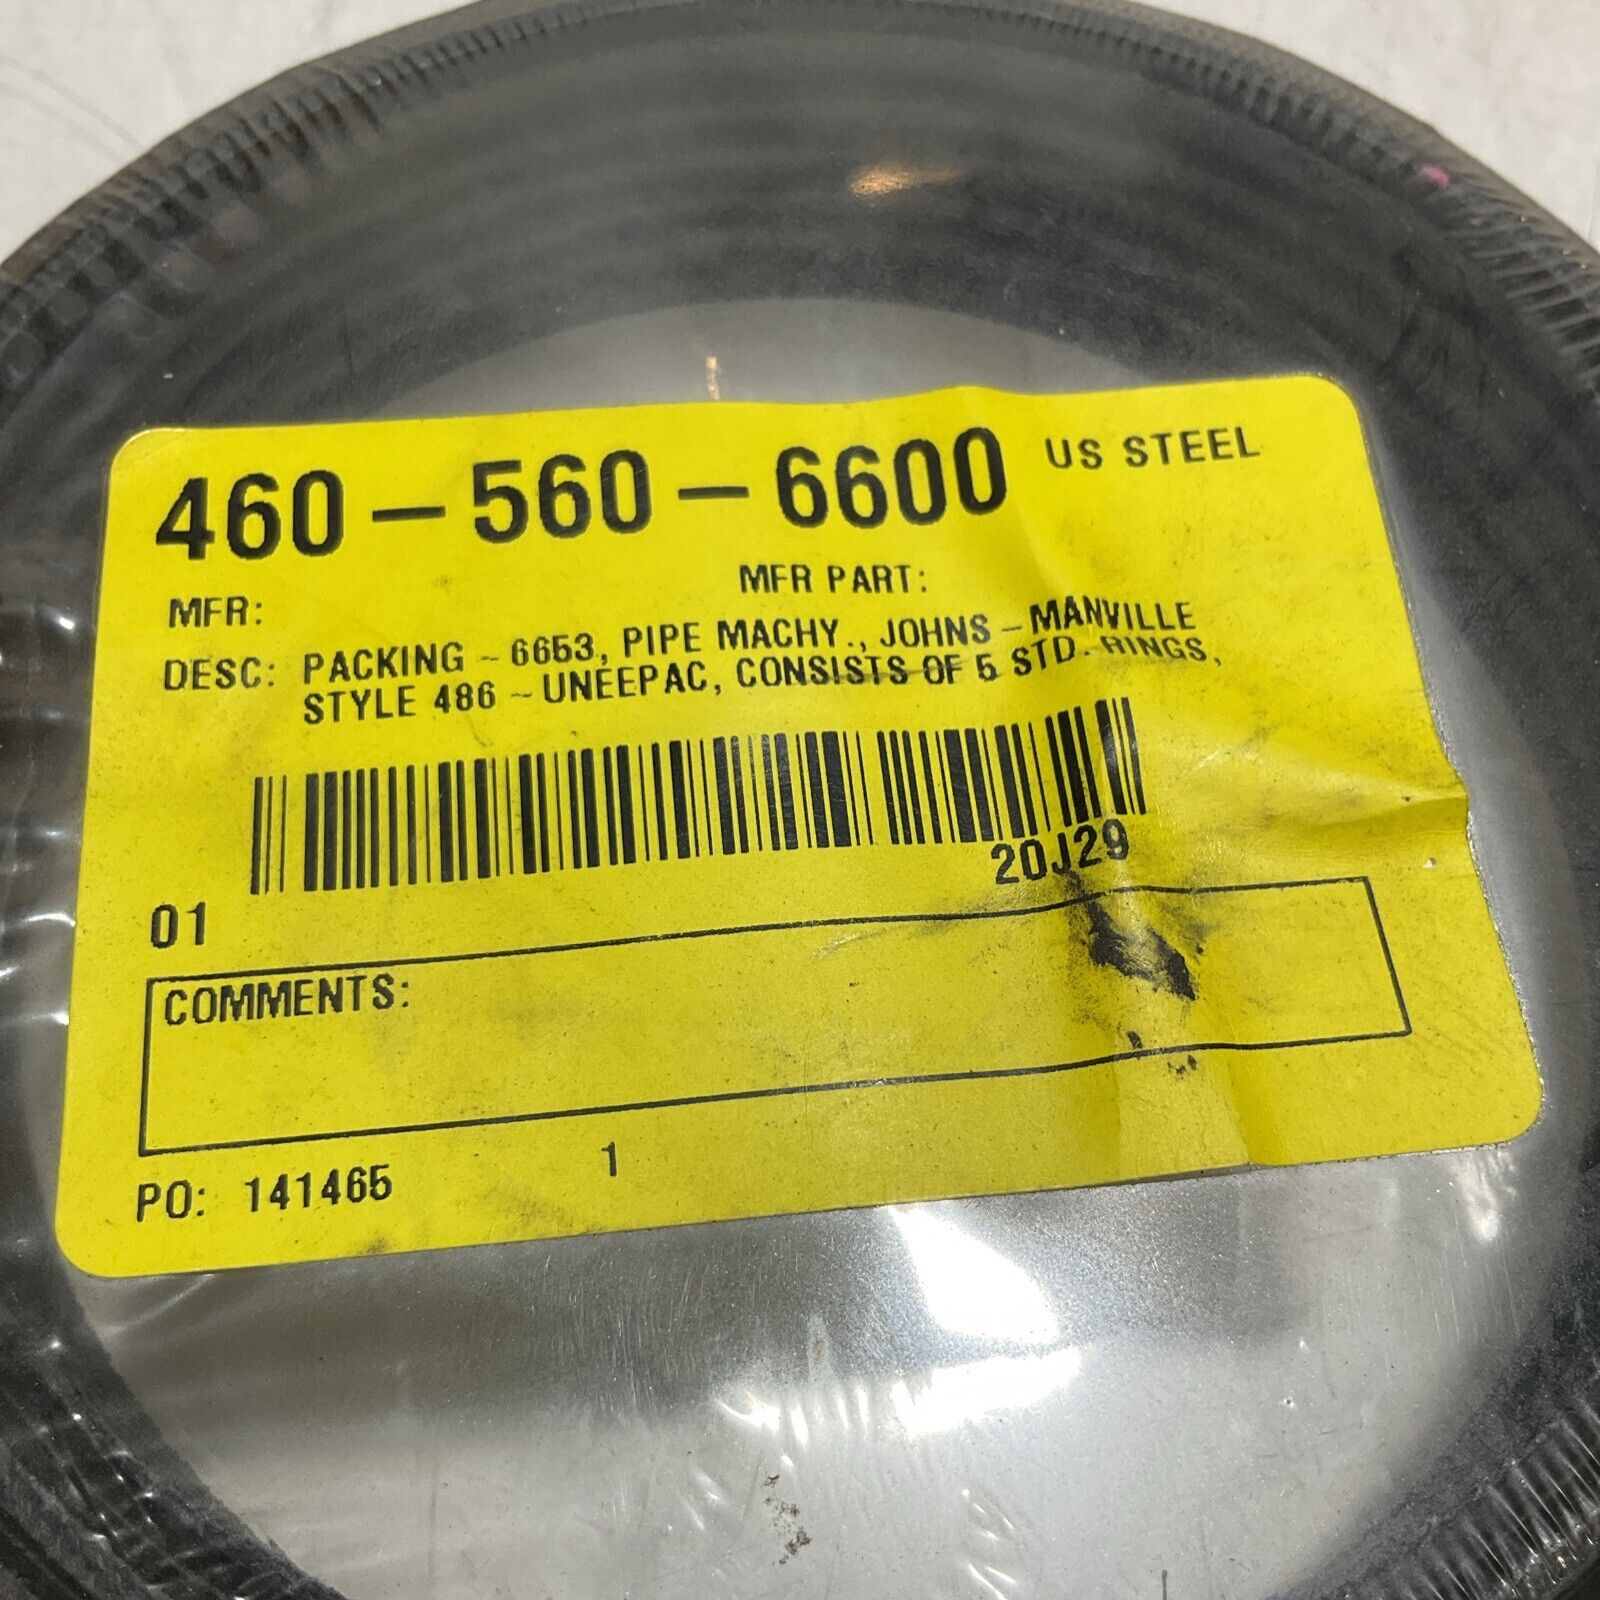 460-560-6600 US STEEL
MFR: MFR PART:
DESC: PACKING - 6653, PIPE MACHY., JOHNS-MANVILLE
STYLE 486 - UNEEPAC, CONSISTS OF 5 STD. RINGS,
20J29
01
COMMENTS:
PO: 141465 1